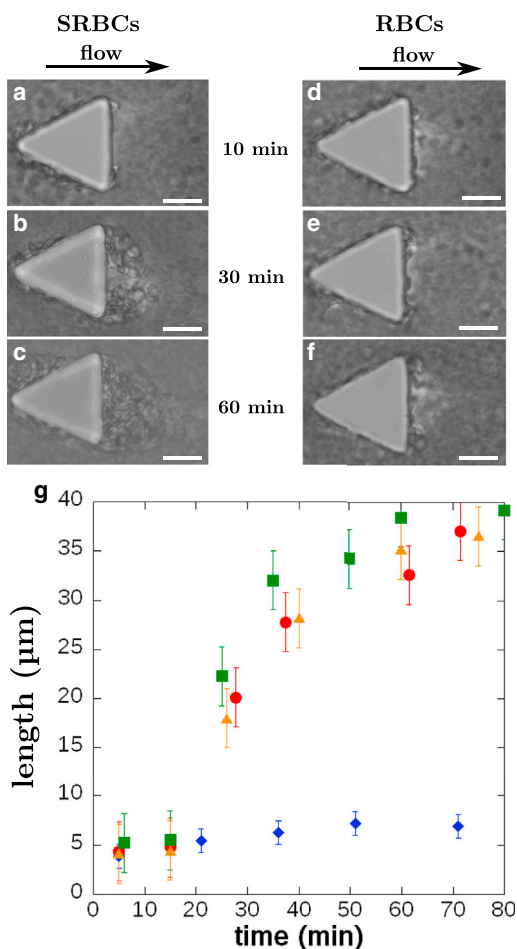 SRBCs RBCs
flow flow
a d
10 min
b e
30 min
c f
60 min
g
40
35
30
25
20
15
10
5
0
length (µm)
0 10 20 30 40 50 60 70 80
time (min)